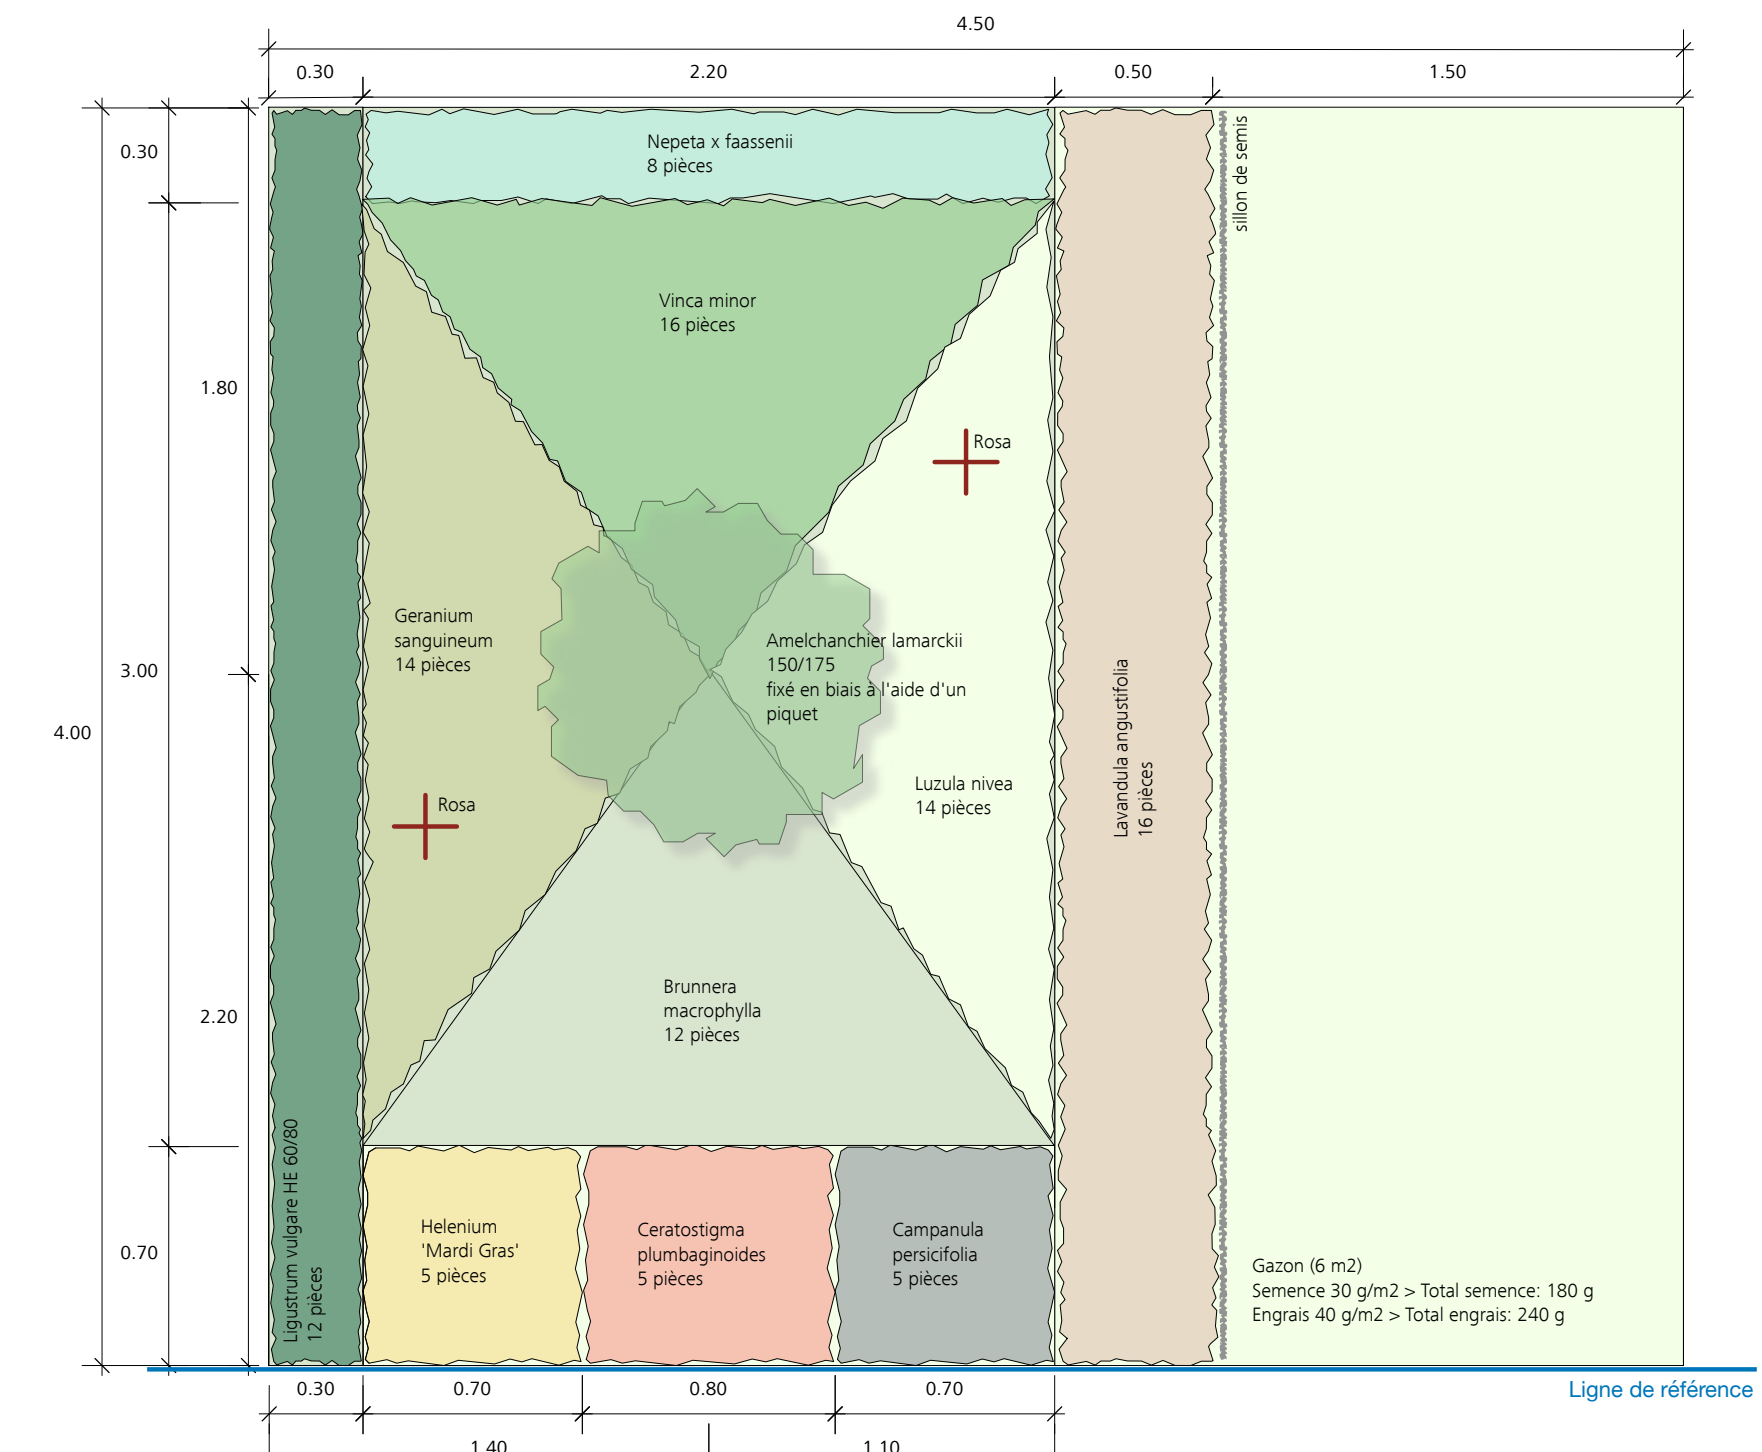 4.50
0.30
2.20
0.50
1.50
0.30
Nepeta x faassenii
8 pièces
sillon de semis
Vinca minor
16 pièces
1.80
Rosa
Geranium
sanguineum
14 pièces
Amelchanchier lamarckii
150/175
fixé en biais à l'aide d'un
piquet
3.00
4.00
Lavandula angustifolia
16 pièces
Luzula nivea
14 pièces
Rosa
Brunnera
macrophylla
12 pièces
2.20
Ligustrum vulgare HE 60/80
12 pièces
0.70
Helenium
'Mardi Gras'
5 pièces
Ceratostigma
plumbaginoides
5 pièces
Campanula
persicifolia
5 pièces
Gazon (6 m2)
Semence 30 g/m2 > Total semence: 180 g
Engrais 40 g/m2 > Total engrais: 240 g
Ligne de référence
0.30
0.70
0.80
0.70
1.40
1.10